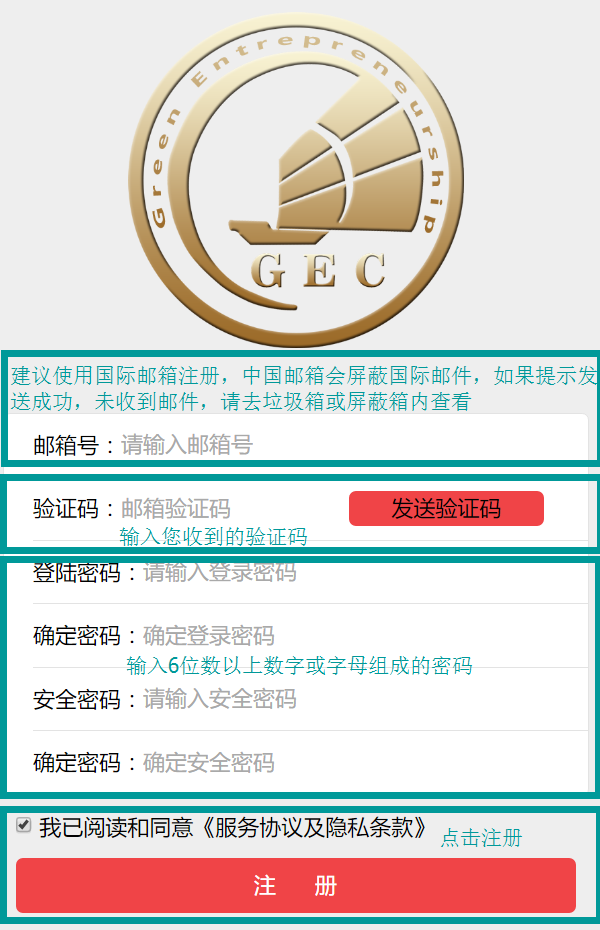 Green Entrepreneurship
GEC
建议使用国际邮箱注册，中国邮箱会屏蔽国际邮件，如果提示发
送成功，未收到邮件，请去垃圾箱或屏蔽箱内查看
邮箱号：请输入邮箱号
验证码：邮箱验证码 发送验证码
输入您收到的验证码
登陆密码：请输入登录密码
确定密码：确定登录密码
输入6位数以上数字或字母组成的密码
安全密码：请输入安全密码
确定密码：确定安全密码
我已阅读和同意《服务协议及隐私条款》
点击注册
注 册